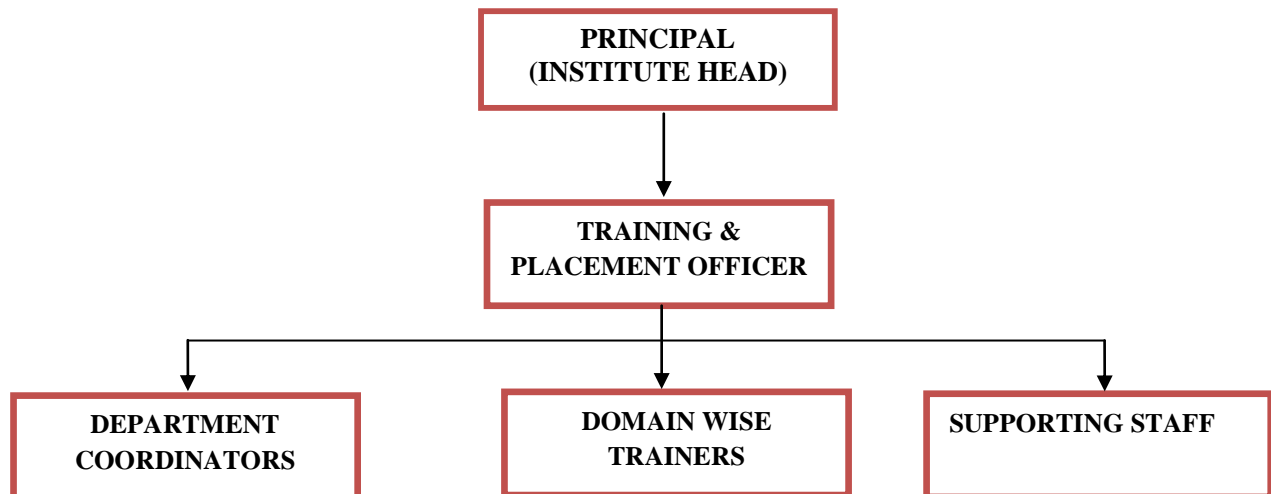 PRINCIPAL
(INSTITUTE HEAD)
TRAINING &
PLACEMENT OFFICER
DEPARTMENT
COORDINATORS
DOMAIN WISE
TRAINERS
SUPPORTING STAFF